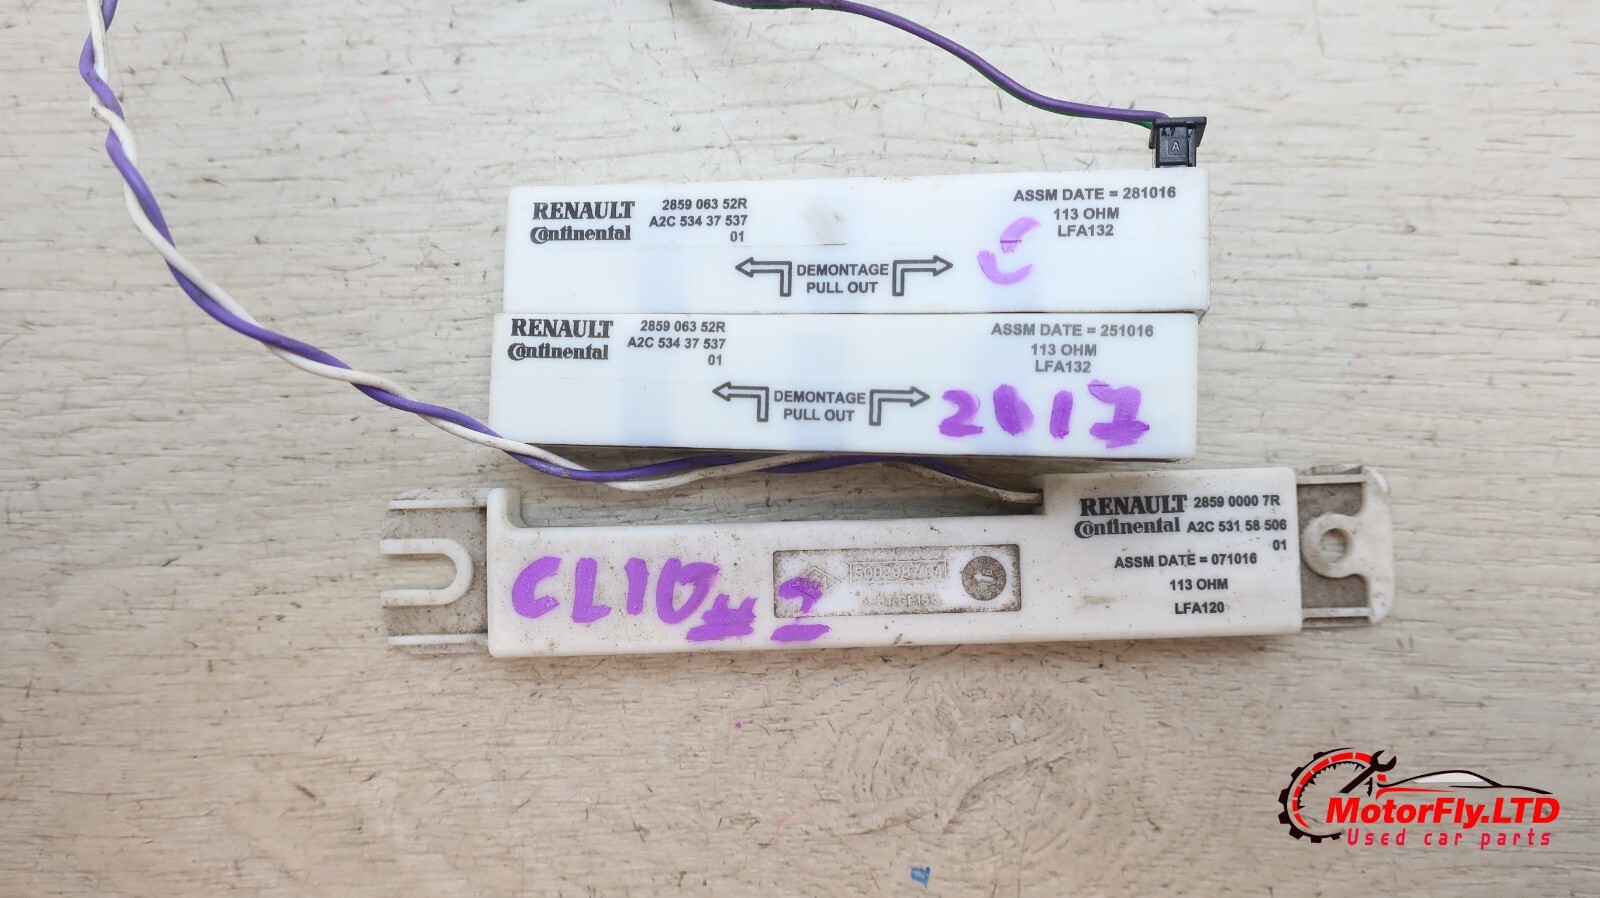 A
RENAULT
Continental
2859 063 52R
A2C 534 37 537
01
ASSM DATE = 281016
113 OHM
LFA132
DEMONTAGE
PULL OUT
RENAULT
Continental
2859 063 52R
A2C 534 37 537
01
ASSM DATE = 251016
113 OHM
LFA132
DEMONTAGE
PULL OUT
2017
RENAULT 2859 0000 7R
Continental A2C 531 58 506
01
ASSM DATE = 071016
113 OHM
LFA120
CLIO
MotorFly.LTD
Used car parts